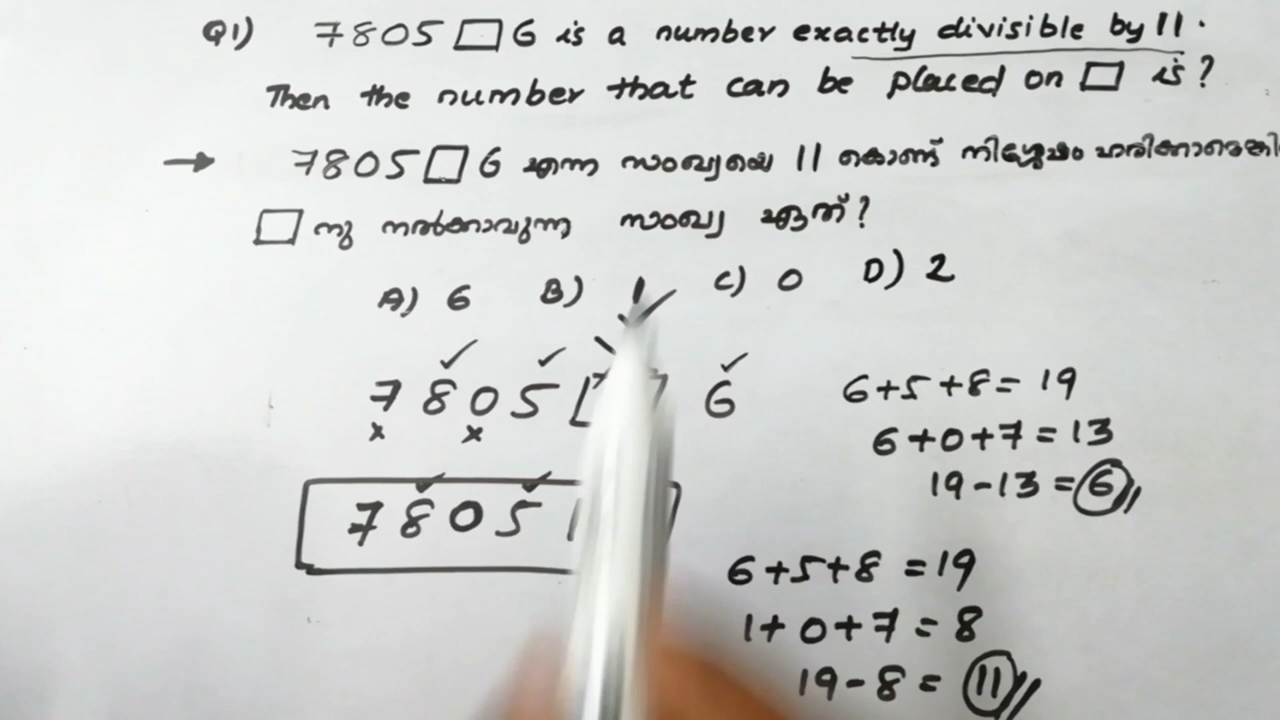 Q1) 7805□6 is a number exactly divisible by 11.
Then the number that can be placed on □ is?
→ 7805□6 എന്ന സംഖ്യയെ 11 കൊണ്ട് നിശ്ശേഷം
□ നു നൽകാവുന്ന സംഖ്യ ഏത്?
A) 6 B) 1 C) 0 D) 2
7805 6
6+5+8= 19
6+0+7=13
19-13=6
7805
6+5+8 =19
1+0+7=8
19-8= 11